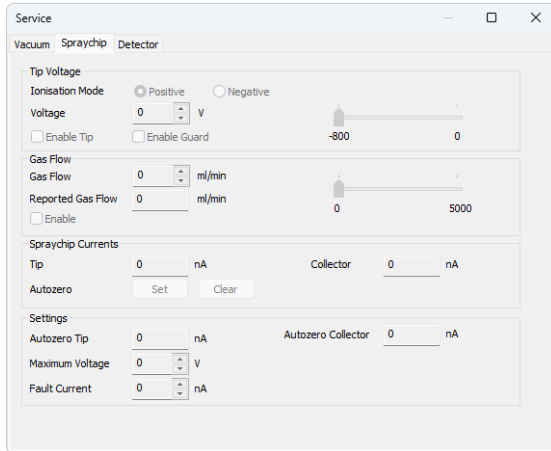 Service
Vacuum Spraychip Detector
Tip Voltage
Ionisation Mode Positive Negative
Voltage 0 V
Enable Tip Enable Guard -800 0
Gas Flow
Gas Flow 0 ml/min
Reported Gas Flow 0 ml/min
Enable 0 5000
Spraychip Currents
Tip 0 nA Collector 0 nA
Autozero Set Clear
Settings
Autozero Tip 0 nA Autozero Collector 0 nA
Maximum Voltage 0 V
Fault Current 0 nA